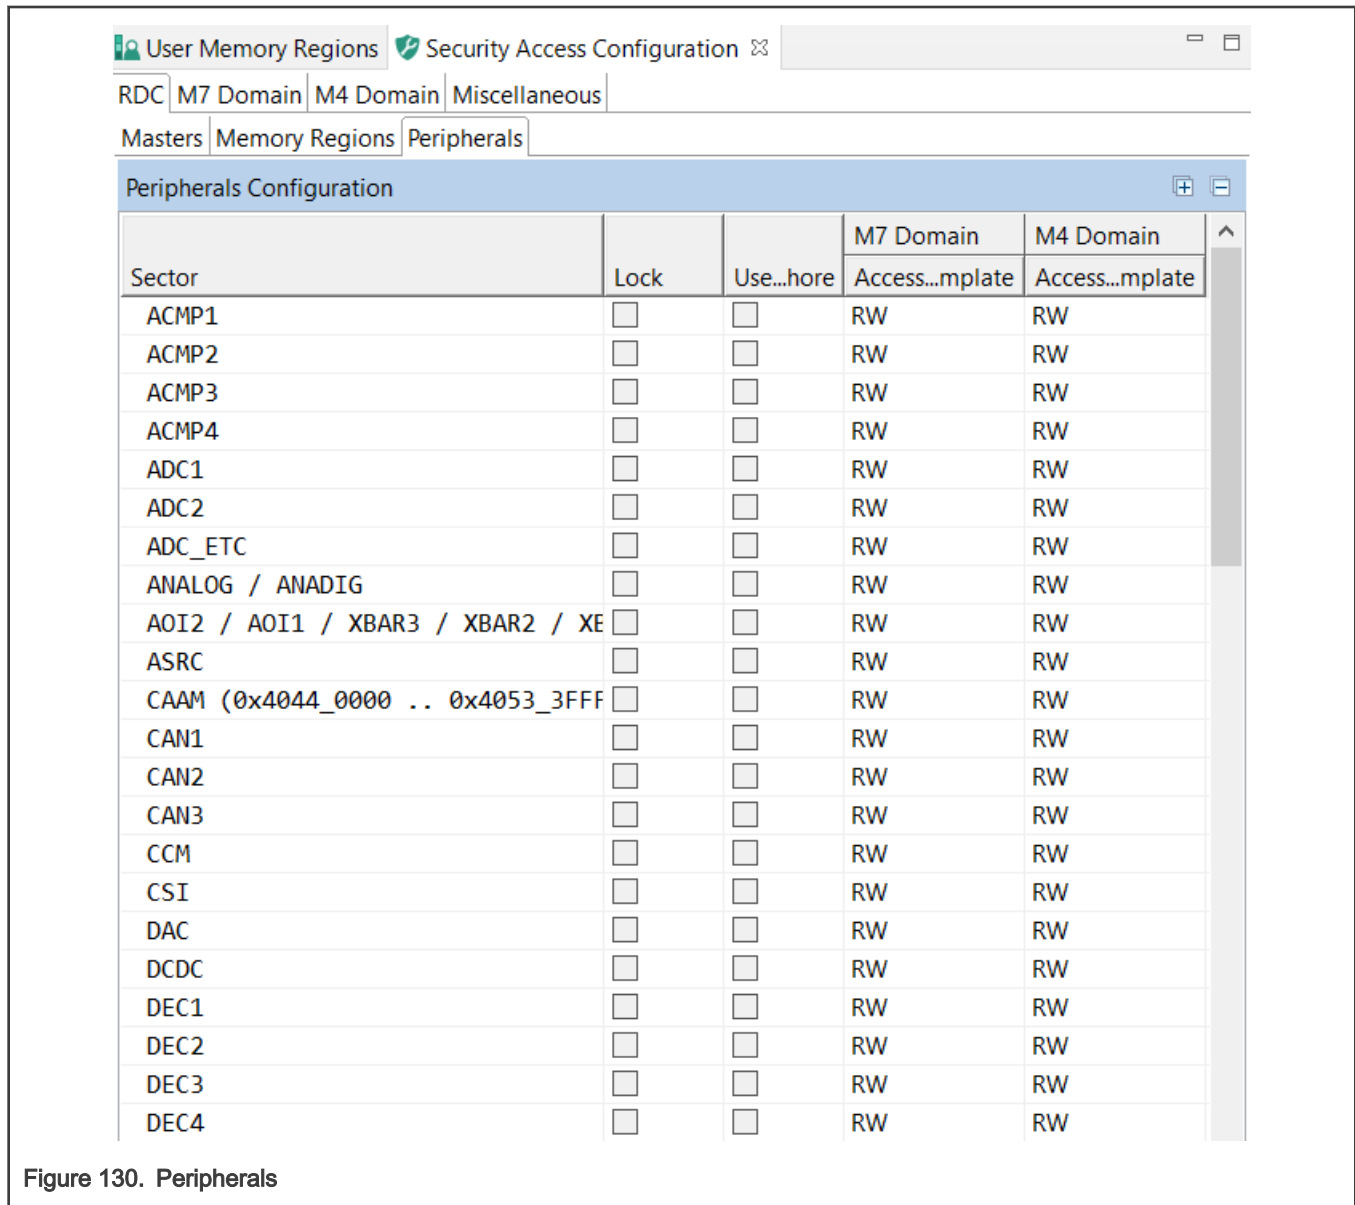 User Memory Regions Security Access Configuration
RDC M7 Domain M4 Domain Miscellaneous
Masters Memory Regions Peripherals
Peripherals Configuration
M7 Domain M4 Domain
Sector Lock Use...hore Access...mplate Access...mplate
ACMP1 RW RW
ACMP2 RW RW
ACMP3 RW RW
ACMP4 RW RW
ADC1 RW RW
ADC2 RW RW
ADC_ETC RW RW
ANALOG / ANADIG RW RW
AOI2 / AOI1 / XBAR3 / XBAR2 / XB RW RW
ASRC RW RW
CAAM (0x4044_0000 .. 0x4053_3FFF RW RW
CAN1 RW RW
CAN2 RW RW
CAN3 RW RW
CCM RW RW
CSI RW RW
DAC RW RW
DCDC RW RW
DEC1 RW RW
DEC2 RW RW
DEC3 RW RW
DEC4 RW RW
Figure 130. Peripherals